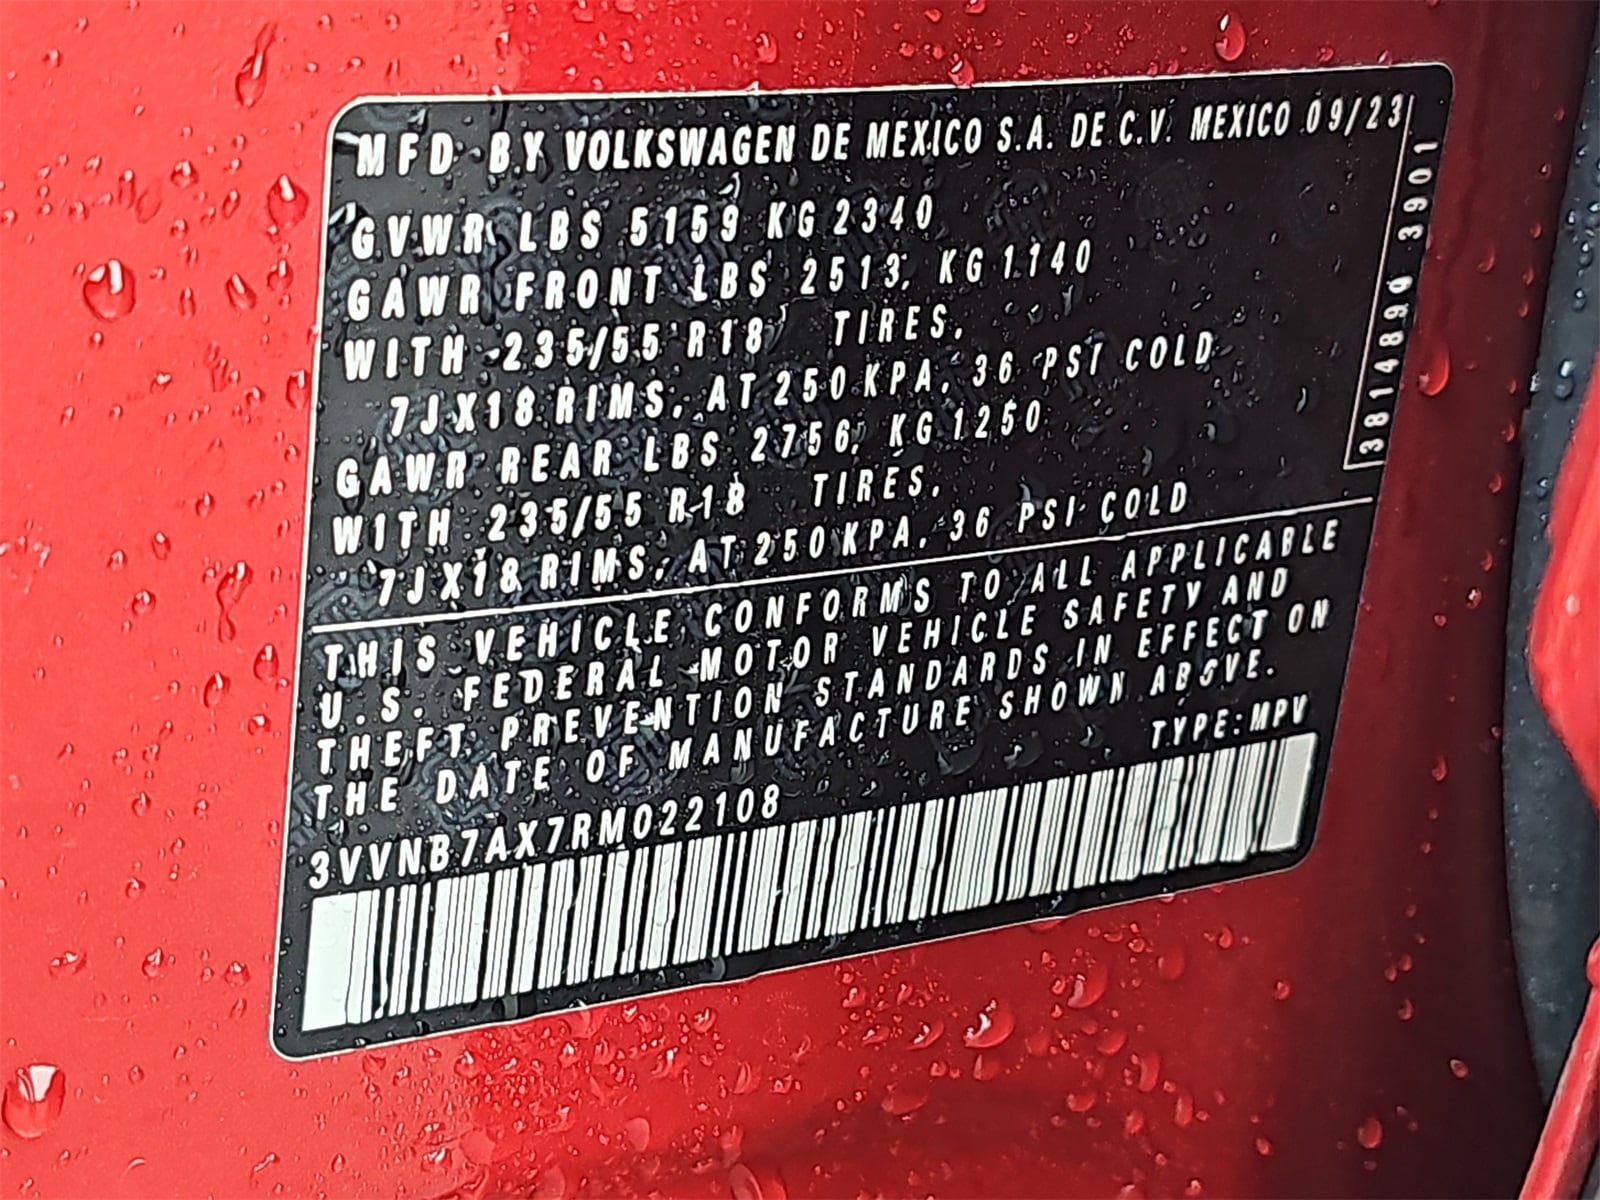 MFD BY VOLKSWAGEN DE MEXICO S.A. DE C.V. MEXICO 09/23
GVWR LBS 5159 KG 2340
GAWR FRONT LBS 2513, KG 1140
WITH 235/55 R18 TIRES,
7JX18 RIMS, AT 250 KPA, 36 PSI COLD
GAWR REAR LBS 2756, KG 1250
WITH 235/55 R18 TIRES,
7JX18 RIMS, AT 250 KPA, 36 PSI COLD
3814899 3901
THIS VEHICLE CONFORMS TO ALL APPLICABLE
U.S. FEDERAL MOTOR VEHICLE SAFETY AND
THEFT PREVENTION STANDARDS IN EFFECT ON
THE DATE OF MANUFACTURE SHOWN ABOVE.
TYPE: MPV
3VVNB7AX7RM022108